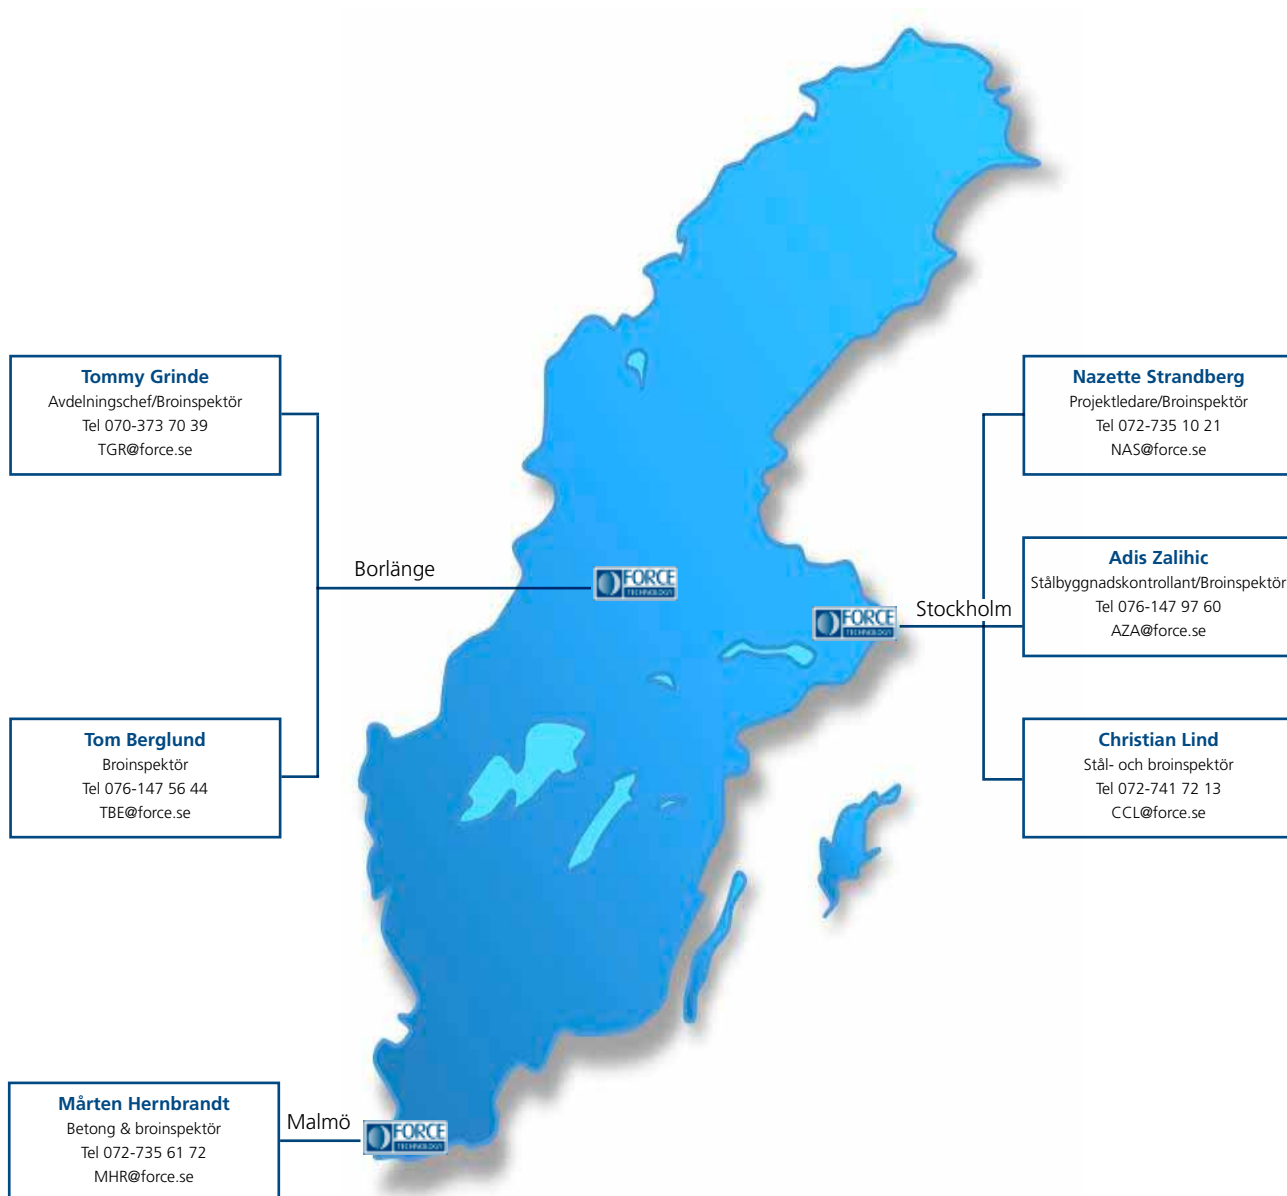 Tommy Grinde
Avdelningschef/Broinspektör
Tel 070-373 70 39
TGR@force.se
Nazette Strandberg
Projektledare/Broinspektör
Tel 072-735 10 21
NAS@force.se
Borlänge
FORCE
TECHNOLOGY
Adis Zalihic
Stålbyggnadskontrollant/Broinspektör
Tel 076-147 97 60
AZA@force.se
Stockholm
FORCE
TECHNOLOGY
Tom Berglund
Broinspektör
Tel 076-147 56 44
TBE@force.se
Christian Lind
Stål- och broinspektör
Tel 072-741 72 13
CCL@force.se
Mårten Hernbrandt
Betong & broinspektör
Tel 072-735 61 72
MHR@force.se
Malmö
FORCE
TECHNOLOGY